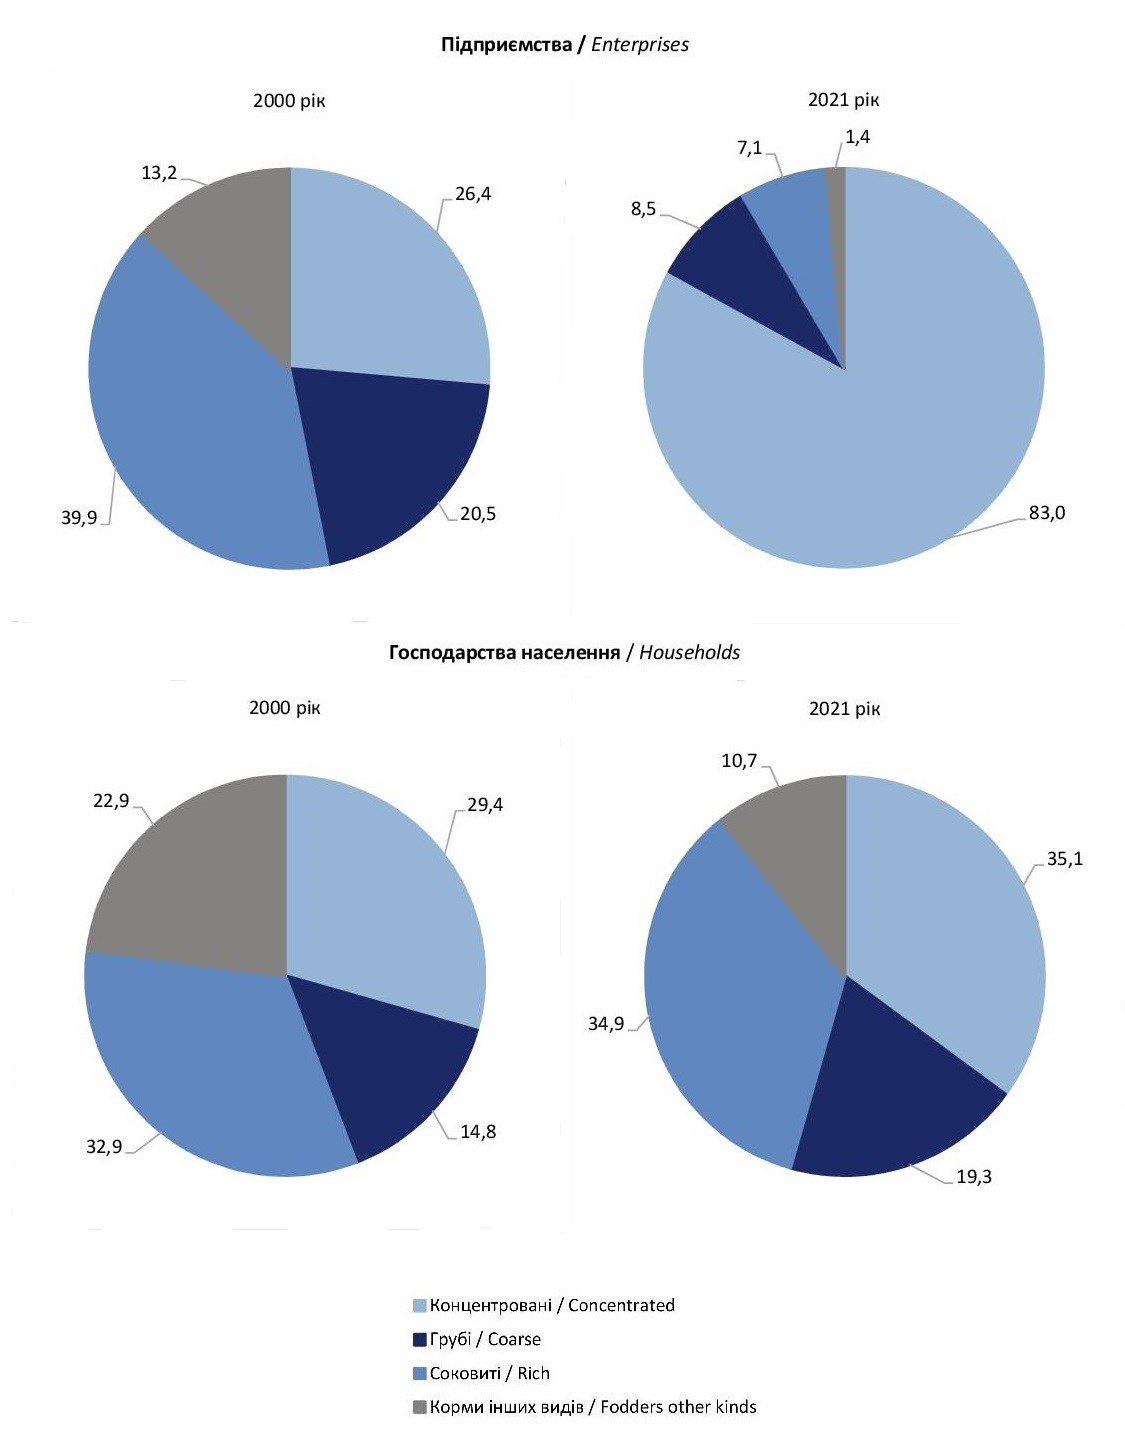 Підприємства / Enterprises
2000 рік
2021 рік
13,2
26,4
39,9
20,5
7,1
1,4
8,5
83,0
Господарства населення / Households
2000 рік
2021 рік
22,9
29,4
32,9
14,8
10,7
35,1
34,9
19,3
Концентровані / Concentrated
Грубі / Coarse
Соковиті / Rich
Корми інших видів / Fodders other kinds